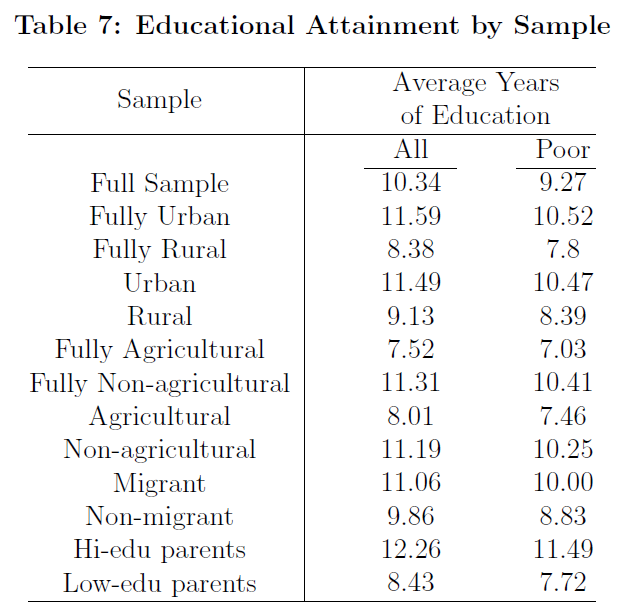 Table 7: Educational Attainment by Sample
Sample
Average Years
of Education
All Poor
Full Sample 10.34 9.27
Fully Urban 11.59 10.52
Fully Rural 8.38 7.8
Urban 11.49 10.47
Rural 9.13 8.39
Fully Agricultural 7.52 7.03
Fully Non-agricultural 11.31 10.41
Agricultural 8.01 7.46
Non-agricultural 11.19 10.25
Migrant 11.06 10.00
Non-migrant 9.86 8.83
Hi-edu parents 12.26 11.49
Low-edu parents 8.43 7.72